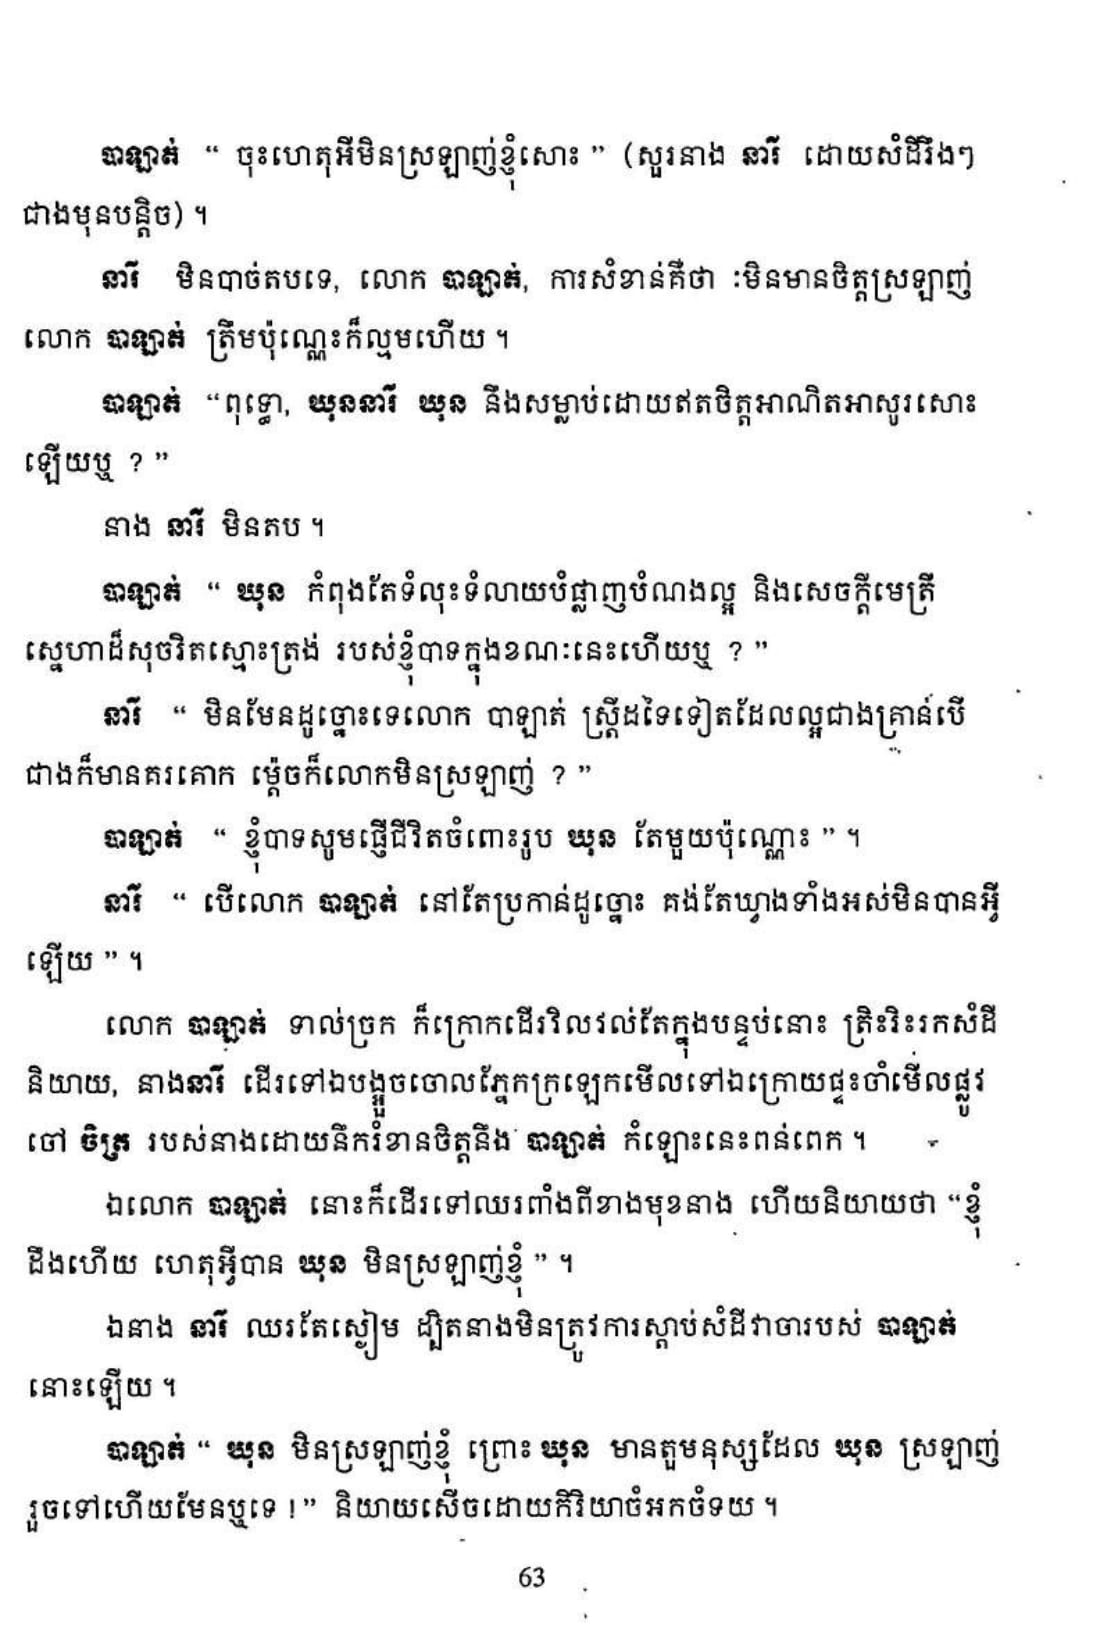 បាឡាត់ “ ចុះហេតុអីមិនស្រឡាញ់ខ្ញុំសោះ ” (សួរនាង នារី ដោយសំដីរឹងៗ
ជាងមុនបន្តិច) ។
នារី មិនបាច់តបទេ, លោក បាឡាត់, ការសំខាន់គឺថា ៈមិនមានចិត្តស្រឡាញ់
លោក បាឡាត់ ត្រឹមប៉ុណ្ណេះក៏ល្មមហើយ ។
បាឡាត់ “ពុទ្ធោ, ឃុននារី ឃុន នឹងសម្លាប់ដោយឥតចិត្តអាណិតអាសូរសោះ
ឡើយឬ ? ”
នាង នារី មិនតប ។
បាឡាត់ “ ឃុន កំពុងតែទំលុះទំលាយបំផ្លាញបំណងល្អ និងសេចក្តីមេត្រី
ស្នេហាដ៏សុចរិតស្មោះត្រង់ របស់ខ្ញុំបាទក្នុងខណៈនេះហើយឬ ? ”
នារី “ មិនមែនដូច្នោះទេលោក បាឡាត់ ស្ត្រីដទៃទៀតដែលល្អជាងគ្រាន់បើ
ជាងក៏មានគរគោក ម្ដ៉េចក៏លោកមិនស្រឡាញ់ ? ”
បាឡាត់ “ ខ្ញុំបាទសូមផ្ញើជីវិតចំពោះរូប ឃុន តែមួយប៉ុណ្ណោះ ” ។
នារី “ បើលោក បាឡាត់ នៅតែប្រកាន់ដូច្នោះ គង់តែឃ្វាងទាំងអស់មិនបានអ្វី
ឡើយ ” ។
លោក បាឡាត់ ទាល់ច្រក ក៏ក្រោកដើរវិលវល់តែក្នុងបន្ទប់នោះ ត្រិះរិះរកសំដី
និយាយ, នាងនារី ដើរទៅឯបង្អួចចោលភ្នែកក្រឡេកមើលទៅឯក្រោយផ្ទះចាំមើលផ្លូវ
ចៅ ចិត្រ របស់នាងដោយនឹករំខានចិត្តនឹង បាឡាត់ កំឡោះនេះពន់ពេក ។
ឯលោក បាឡាត់ នោះក៏ដើរទៅឈរពាំងពីខាងមុខនាង ហើយនិយាយថា “ខ្ញុំ
ដឹងហើយ ហេតុអ្វីបាន ឃុន មិនស្រឡាញ់ខ្ញុំ ” ។
ឯនាង នារី ឈរតែស្ងៀម ដ្បិតនាងមិនត្រូវការស្តាប់សំដីវាចារបស់ បាឡាត់
នោះឡើយ ។
បាឡាត់ “ ឃុន មិនស្រឡាញ់ខ្ញុំ ព្រោះ ឃុន មានតួមនុស្សដែល ឃុន ស្រឡាញ់
រួចទៅហើយមែនឬទេ !” និយាយសើចដោយកិរិយាចំអកចំទយ ។
63